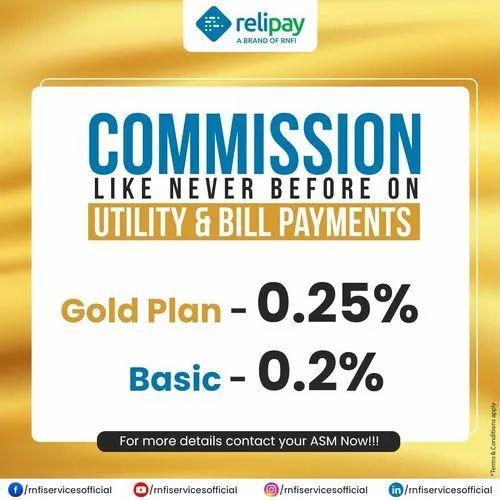 relipay
A BRAND OF RNFI
COMMISSION
LIKE NEVER BEFORE ON
UTILITY & BILL PAYMENTS
Gold Plan - 0.25%
Basic - 0.2%
For more details contact your ASM Now!!!
Terms & Conditions apply
/rnfiservicesofficial /rnfiservicesofficial /rnfiservicesofficial /rnfiservicesofficial